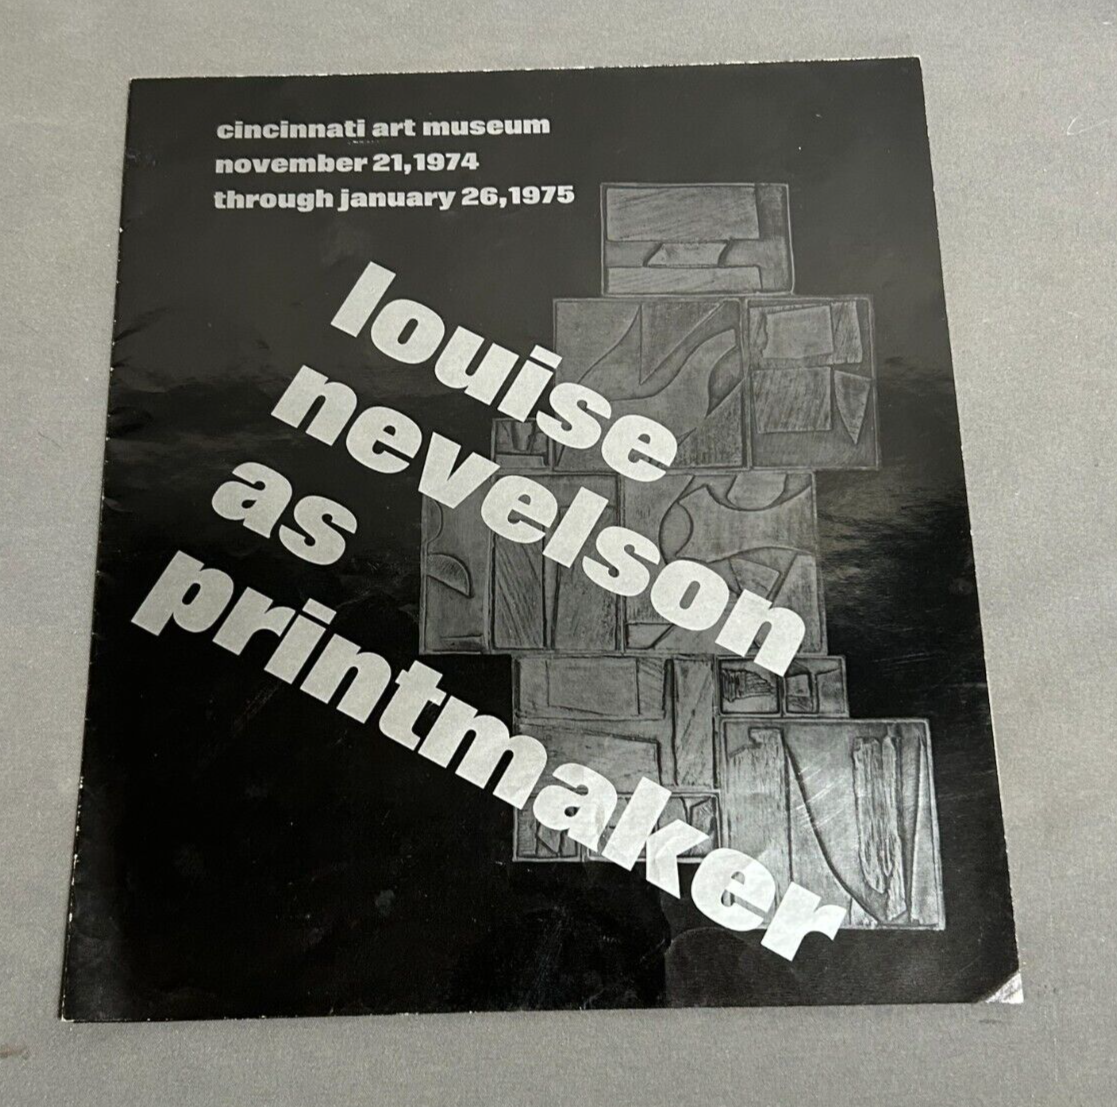 cincinnati art museum
november 21,1974
through january 26,1975
louise
nevelson
as
printmaker